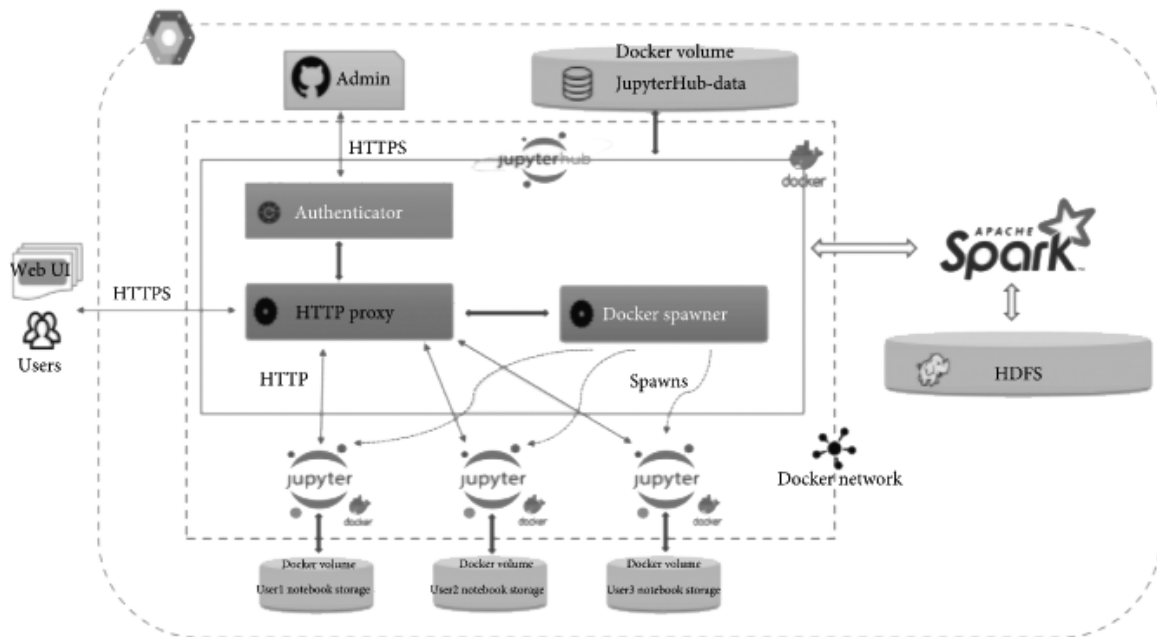 Docker volume
JupyterHub-data
Admin
HTTPS
jupyterhub
docker
Authenticator
APACHE
Spark™
Web UI
HTTPS
HTTP proxy
Docker spawner
Users
HTTP
Spawns
HDFS
jupyter
jupyter
jupyter
Docker network
docker
docker
docker
Docker volume
User1 notebook storage
Docker volume
User2 notebook storage
Docker volume
User3 notebook storage